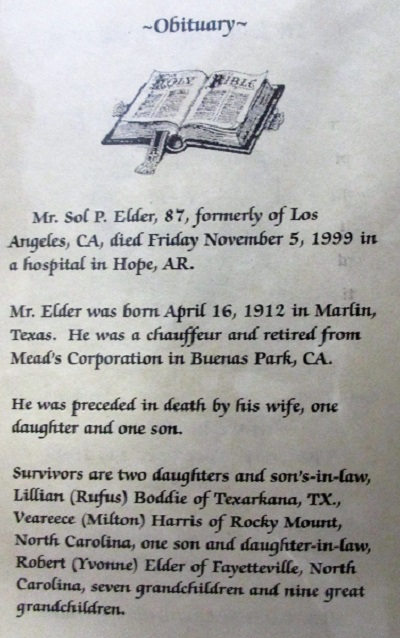 ~Obituary~
HOLY BIBLE
Mr. Sol P. Elder, 87, formerly of Los
Angeles, CA, died Friday November 5, 1999 in
a hospital in Hope, AR.
Mr. Elder was born April 16, 1912 in Marlin,
Texas. He was a chauffeur and retired from
Mead's Corporation in Buenas Park, CA.
He was preceded in death by his wife, one
daughter and one son.
Survivors are two daughters and son's-in-law,
Lillian (Rufus) Boddie of Texarkana, TX.,
Veareece (Milton) Harris of Rocky Mount,
North Carolina, one son and daughter-in-law,
Robert (Yvonne) Elder of Fayetteville, North
Carolina, seven grandchildren and nine great
grandchildren.